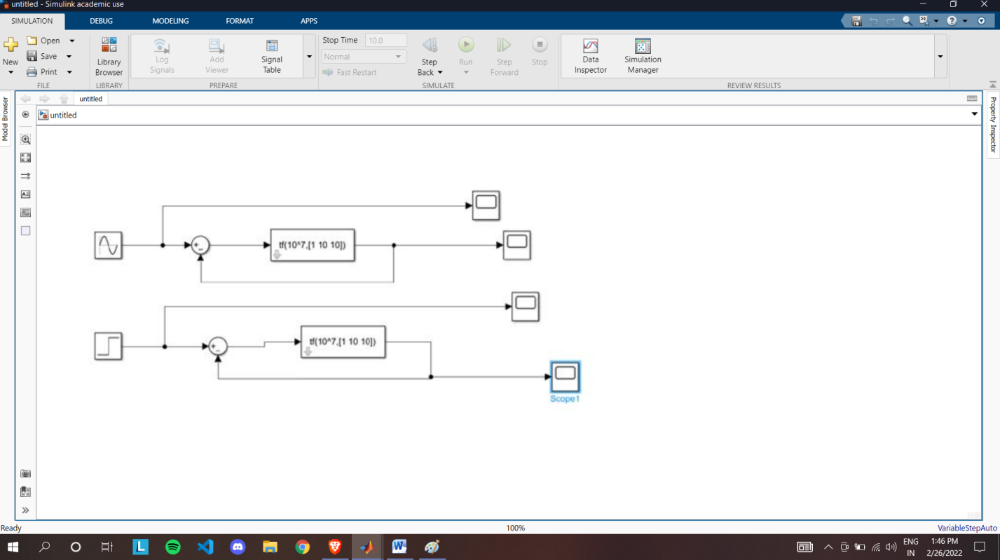 untitled - Simulink academic use
SIMULATION DEBUG MODELING FORMAT APPS
New
Open
Save
Print
FILE
Library
Browser
LIBRARY
Log
Signals
Add
Viewer
Signal
Table
PREPARE
Stop Time 10.0
Normal
Fast Restart
Step
Back
Run
Step
Forward
Stop
SIMULATE
Data
Inspector
Simulation
Manager
REVIEW RESULTS
Model Browser
untitled
untitled
Property Inspector
tf(10^7,[1 10 10])
tf(10^7,[1 10 10])
Scope1
Ready 100% VariableStepAuto
ENG
IN
1:46 PM
2/26/2022